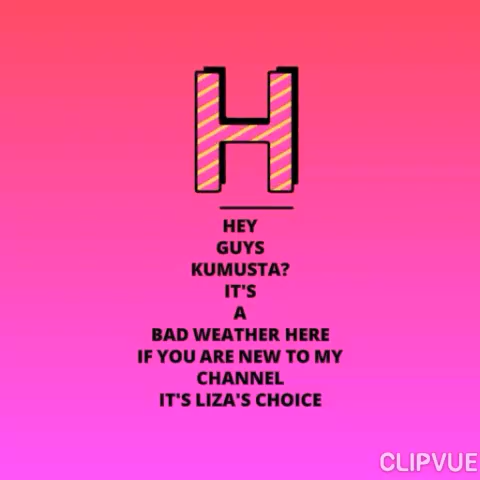 H
HEY
GUYS
KUMUSTA?
IT'S
A
BAD WEATHER HERE
IF YOU ARE NEW TO MY
CHANNEL
IT'S LIZA'S CHOICE
CLIPVUE